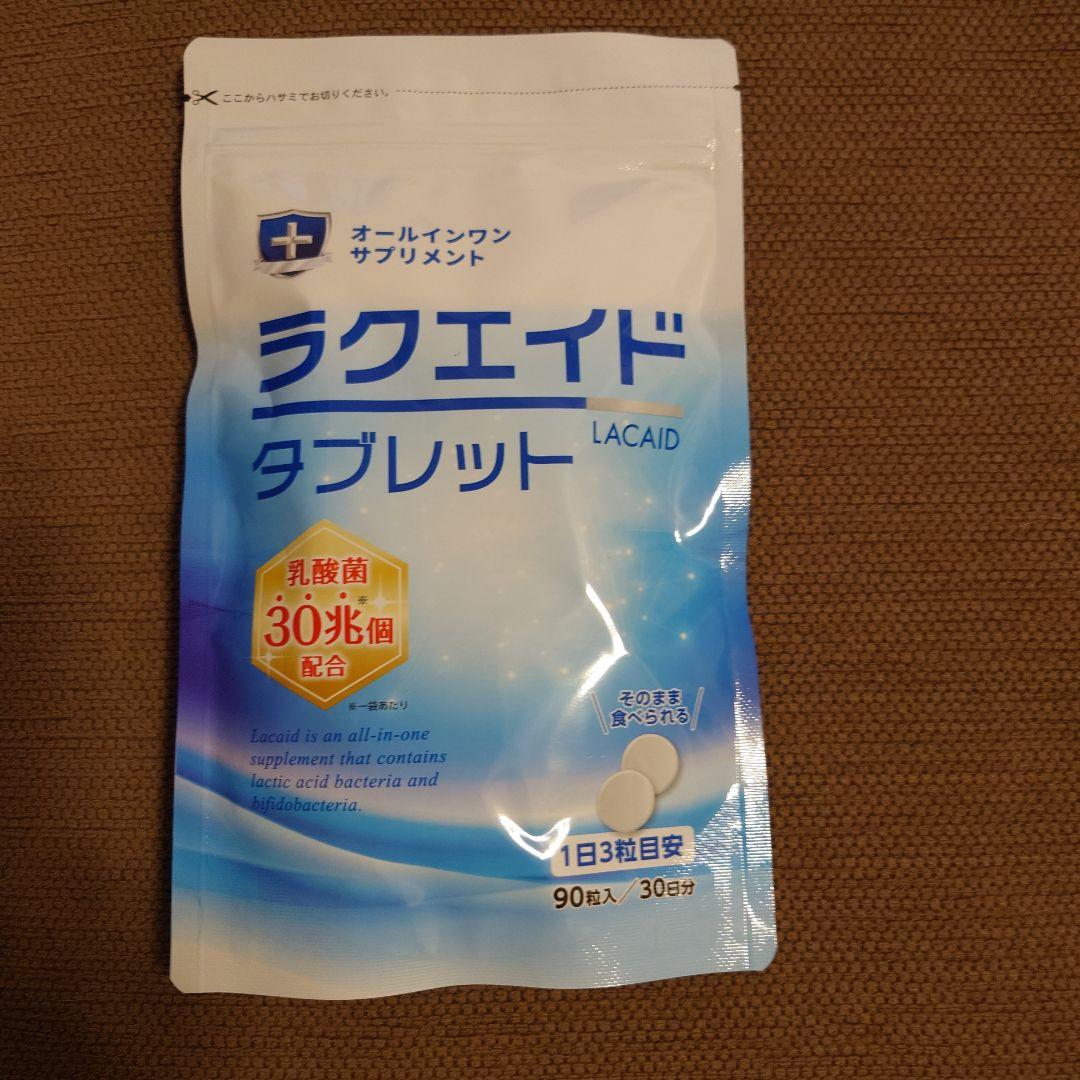 ここからハサミでお切りください。
オールインワン
サプリメント
ラクエイド
LACAID
タブレット
乳酸菌
30兆個※
配合
※一袋あたり
Lacaid is an all-in-one
supplement that contains
lactic acid bacteria and
bifidobacteria.
そのまま
食べられる
1日3粒目安
90粒入/30日分